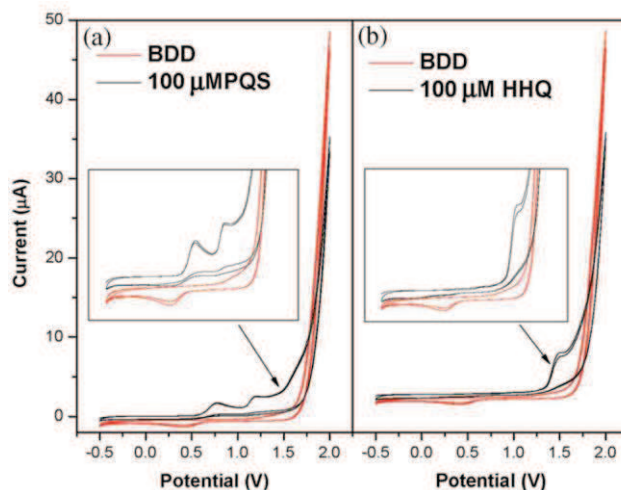 (a)
BDD
100 μMPQS
(b)
BDD
100 μM HHQ
Current (μA)
50
40
30
20
10
0
-0.5 0.0 0.5 1.0 1.5 2.0
-0.5 0.0 0.5 1.0 1.5 2.0
Potential (V)
Potential (V)